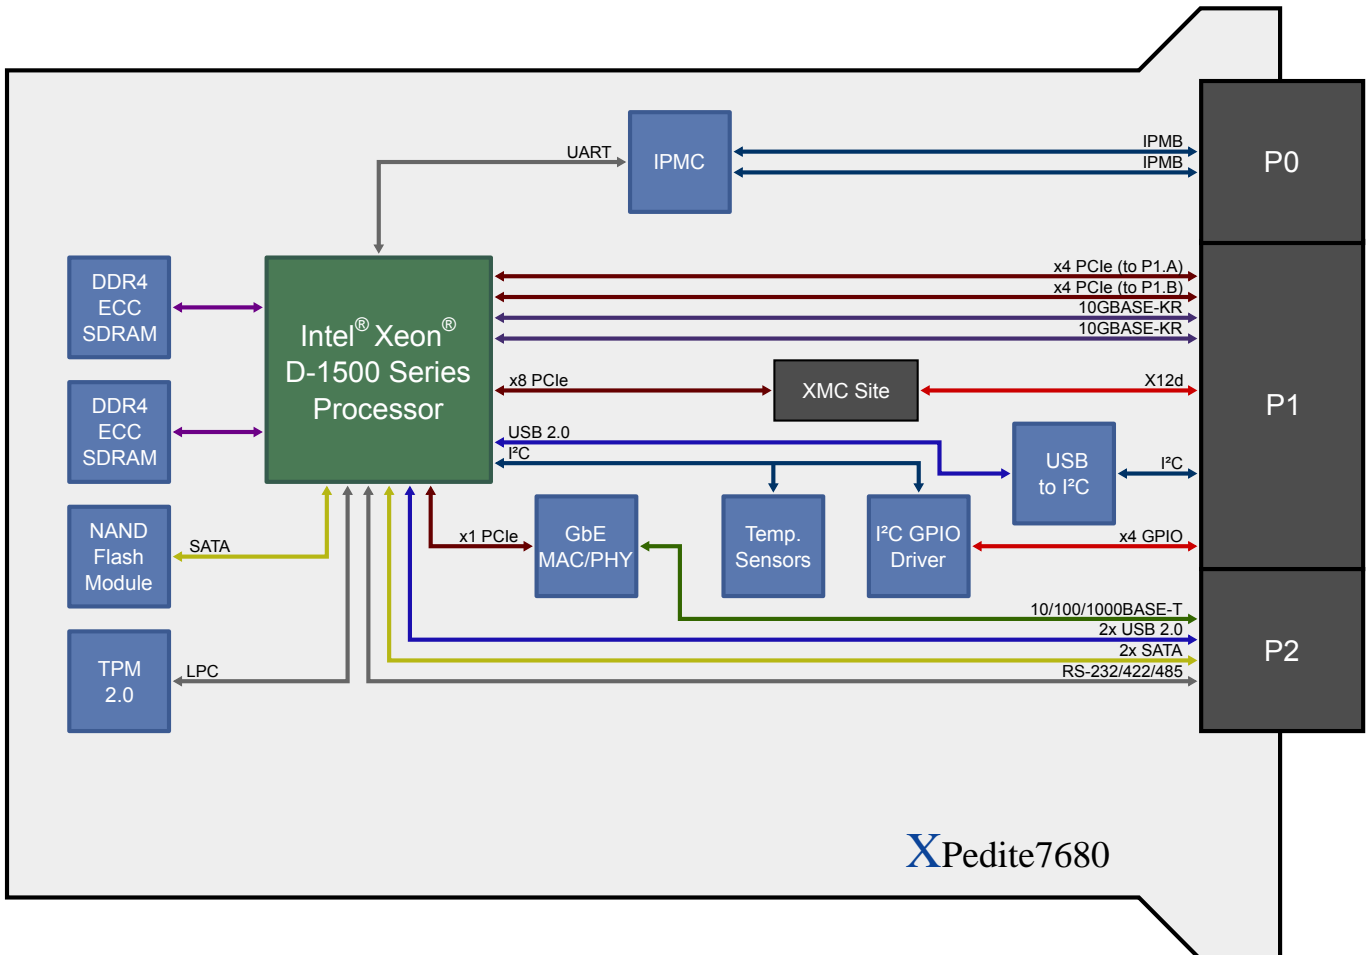 IPMB
UART
IPMC
IPMB
P0
DDR4
ECC
SDRAM
Intel® Xeon®
D-1500 Series
Processor
x4 PCIe (to P1.A)
x4 PCIe (to P1.B)
10GBASE-KR
10GBASE-KR
x8 PCIe
XMC Site
X12d
P1
DDR4
ECC
SDRAM
USB 2.0
I²C
USB
to I²C
I²C
NAND
Flash
Module
SATA
x1 PCIe
GbE
MAC/PHY
Temp.
Sensors
I²C GPIO
Driver
x4 GPIO
10/100/1000BASE-T
2x USB 2.0
2x SATA
RS-232/422/485
P2
TPM
2.0
LPC
XPedite7680